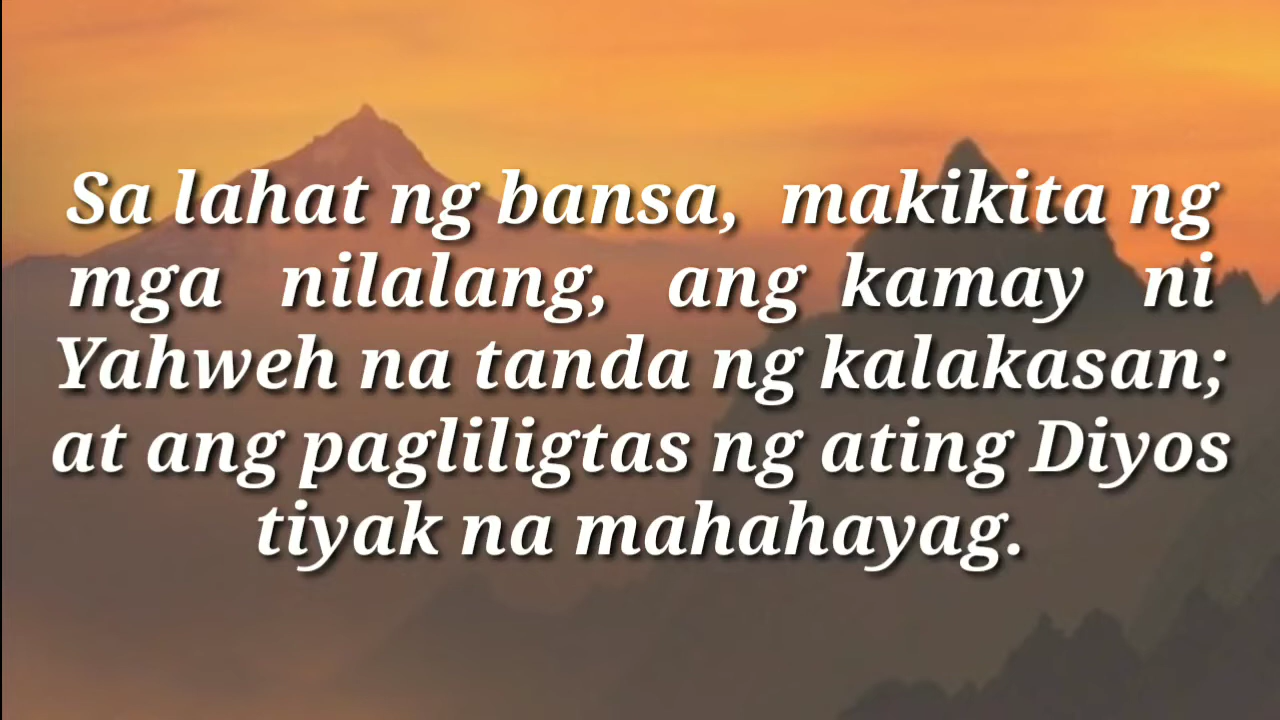 Sa lahat ng bansa, makikita ng
mga nilalang, ang kamay ni
Yahweh na tanda ng kalakasan;
at ang pagliligtas ng ating Diyos
tiyak na mahahayag.